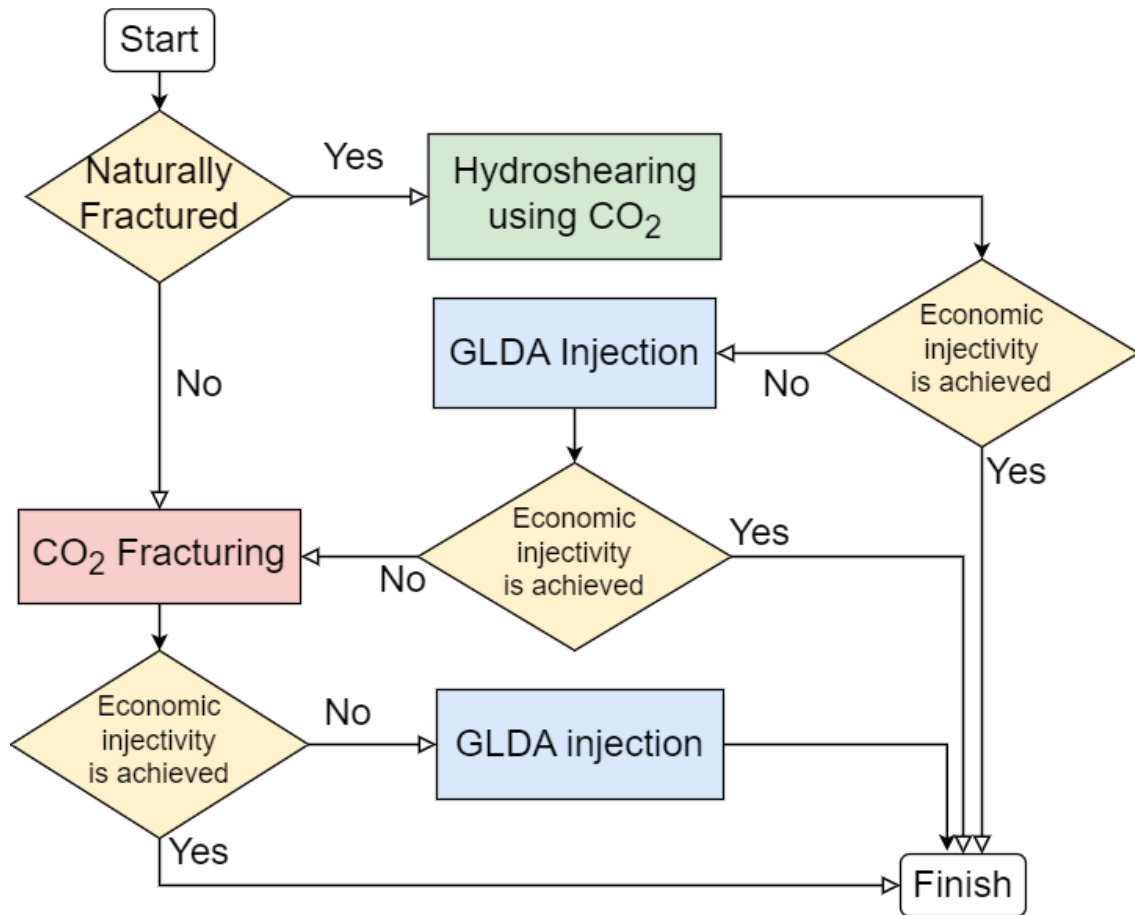 Start
Naturally
Fractured
Yes
Hydroshearing
using CO₂
No
Economic
injectivity
is achieved
No
Yes
GLDA Injection
Economic
injectivity
is achieved
Yes
No
CO₂ Fracturing
Economic
injectivity
is achieved
No
GLDA injection
Yes
Finish